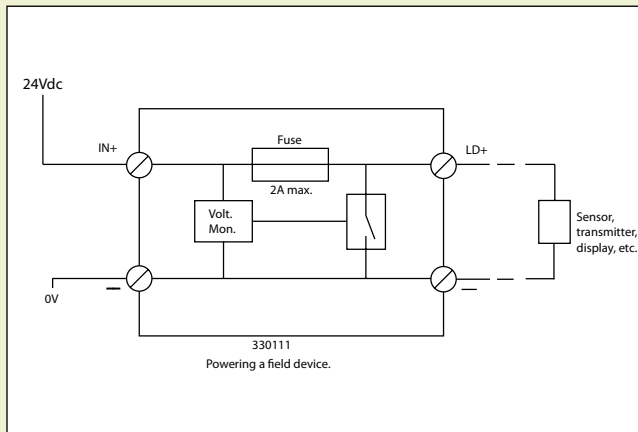 24Vdc
IN+
Fuse
LD+
2A max.
Volt.
Mon.
Sensor,
transmitter,
display, etc.
0V
330111
Powering a field device.